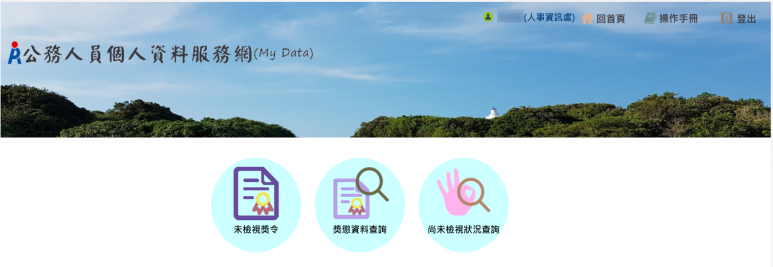 (人事資訊處) 回首頁 操作手冊 登出
公務人員個人資料服務網(My Data)
未檢視獎令 獎懲資料查詢 尚未檢視狀況查詢